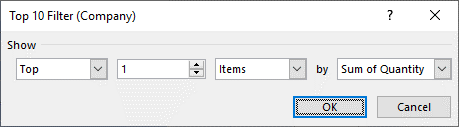 Top 10 Filter (Company)
Show
Top 1 Items by Sum of Quantity
OK Cancel